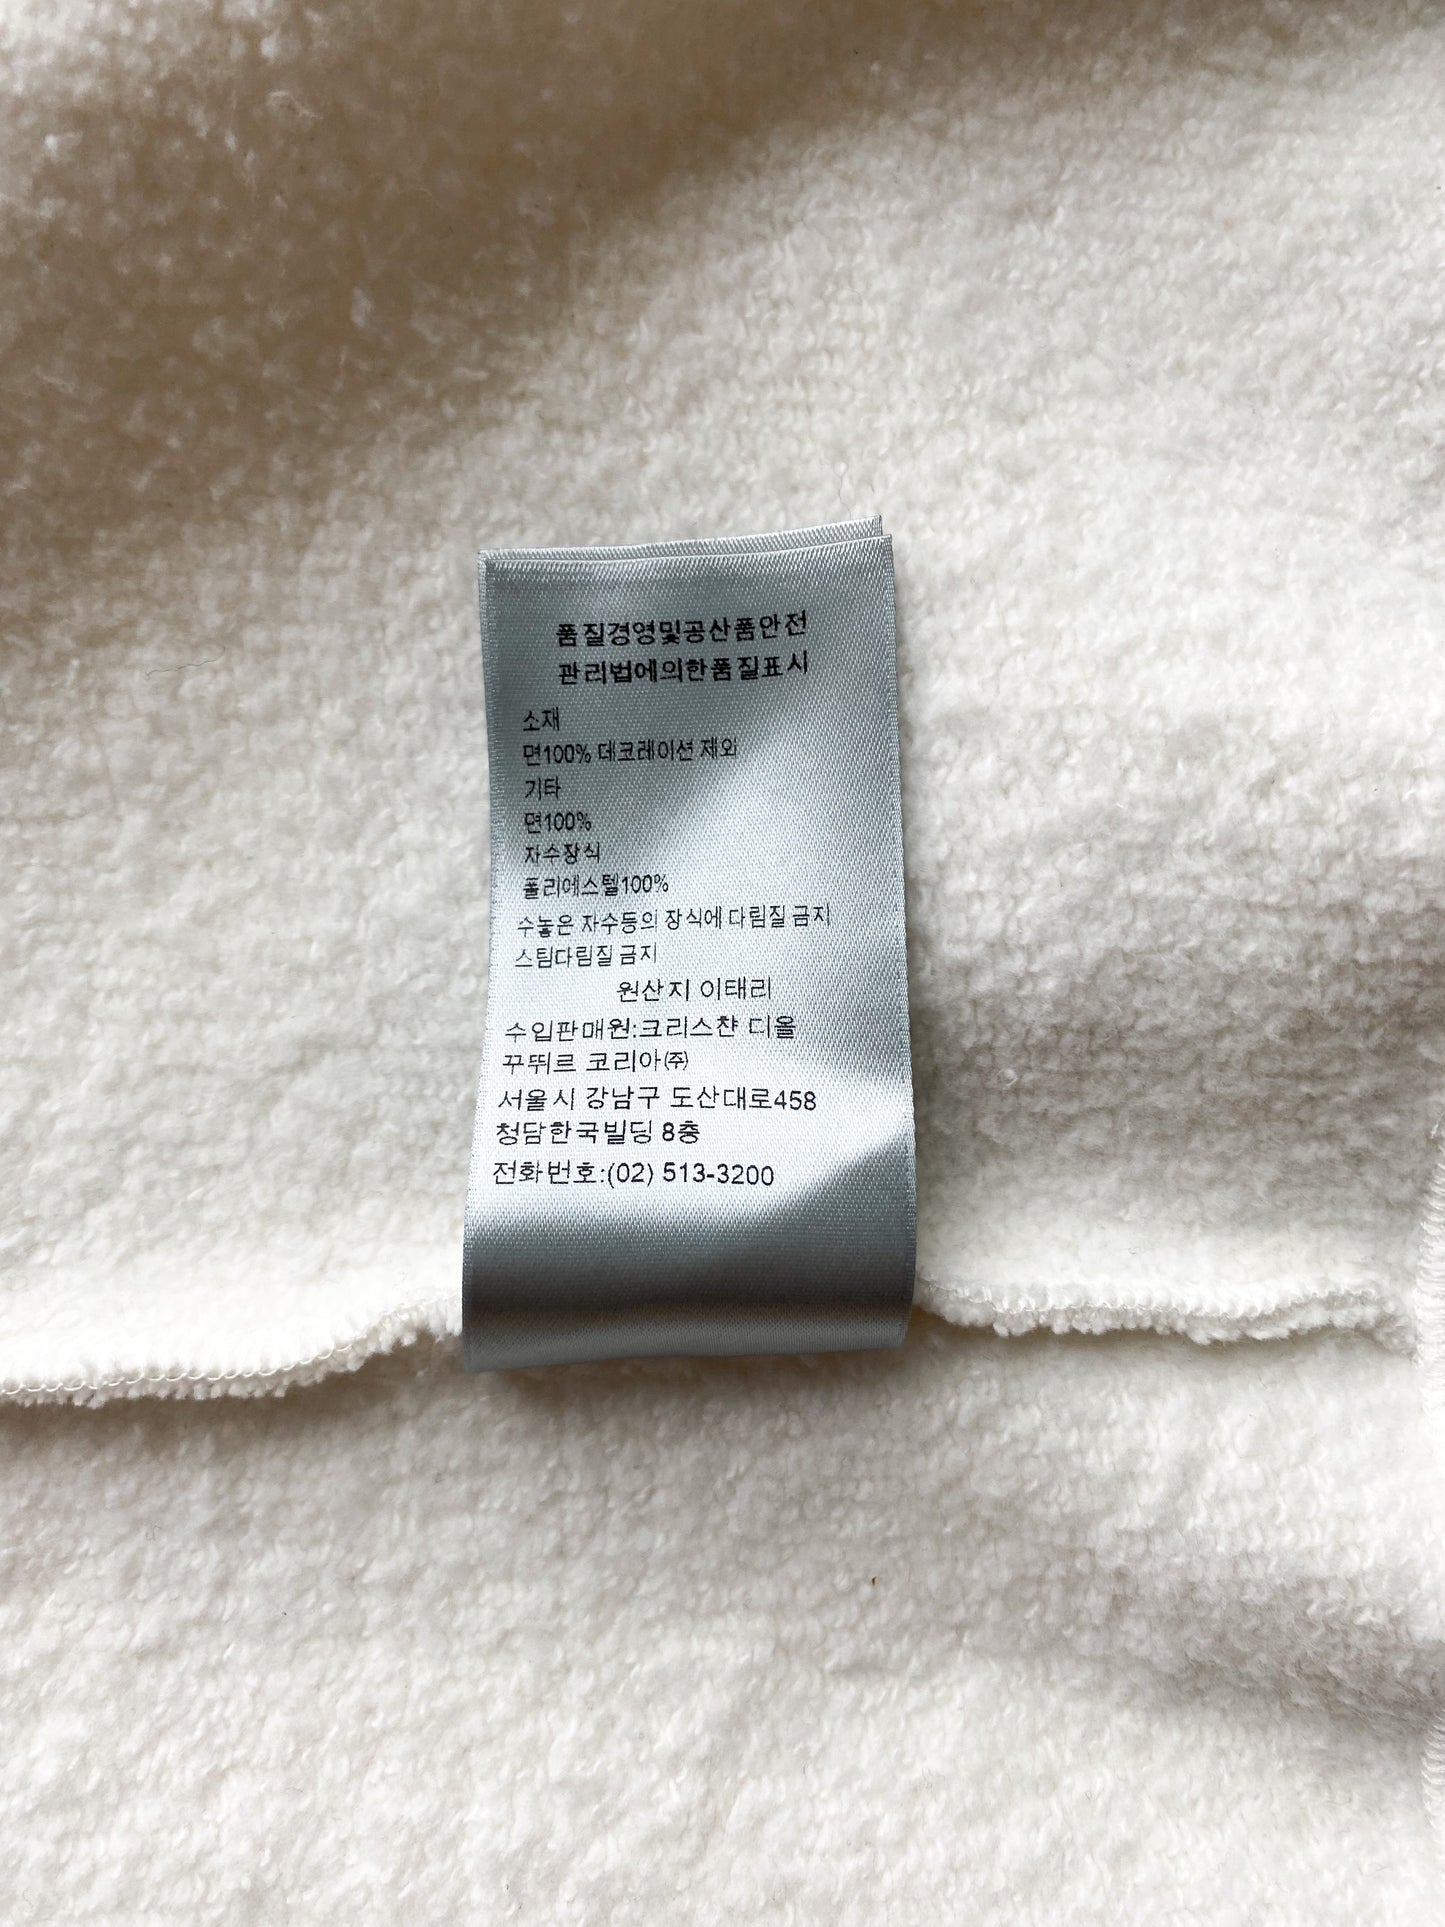 품질경영및공산품안전
관리법에의한품질표시
소재
면100% 데코레이션 제외
기타
면100%
자수장식
폴리에스텔100%
수놓은 자수등의 장식에 다림질 금지
스팀다림질 금지
원산지 이태리
수입판매원:크리스챤 디올
꾸뛰르 코리아㈜
서울시 강남구 도산대로458
청담한국빌딩 8층
전화번호:(02) 513-3200